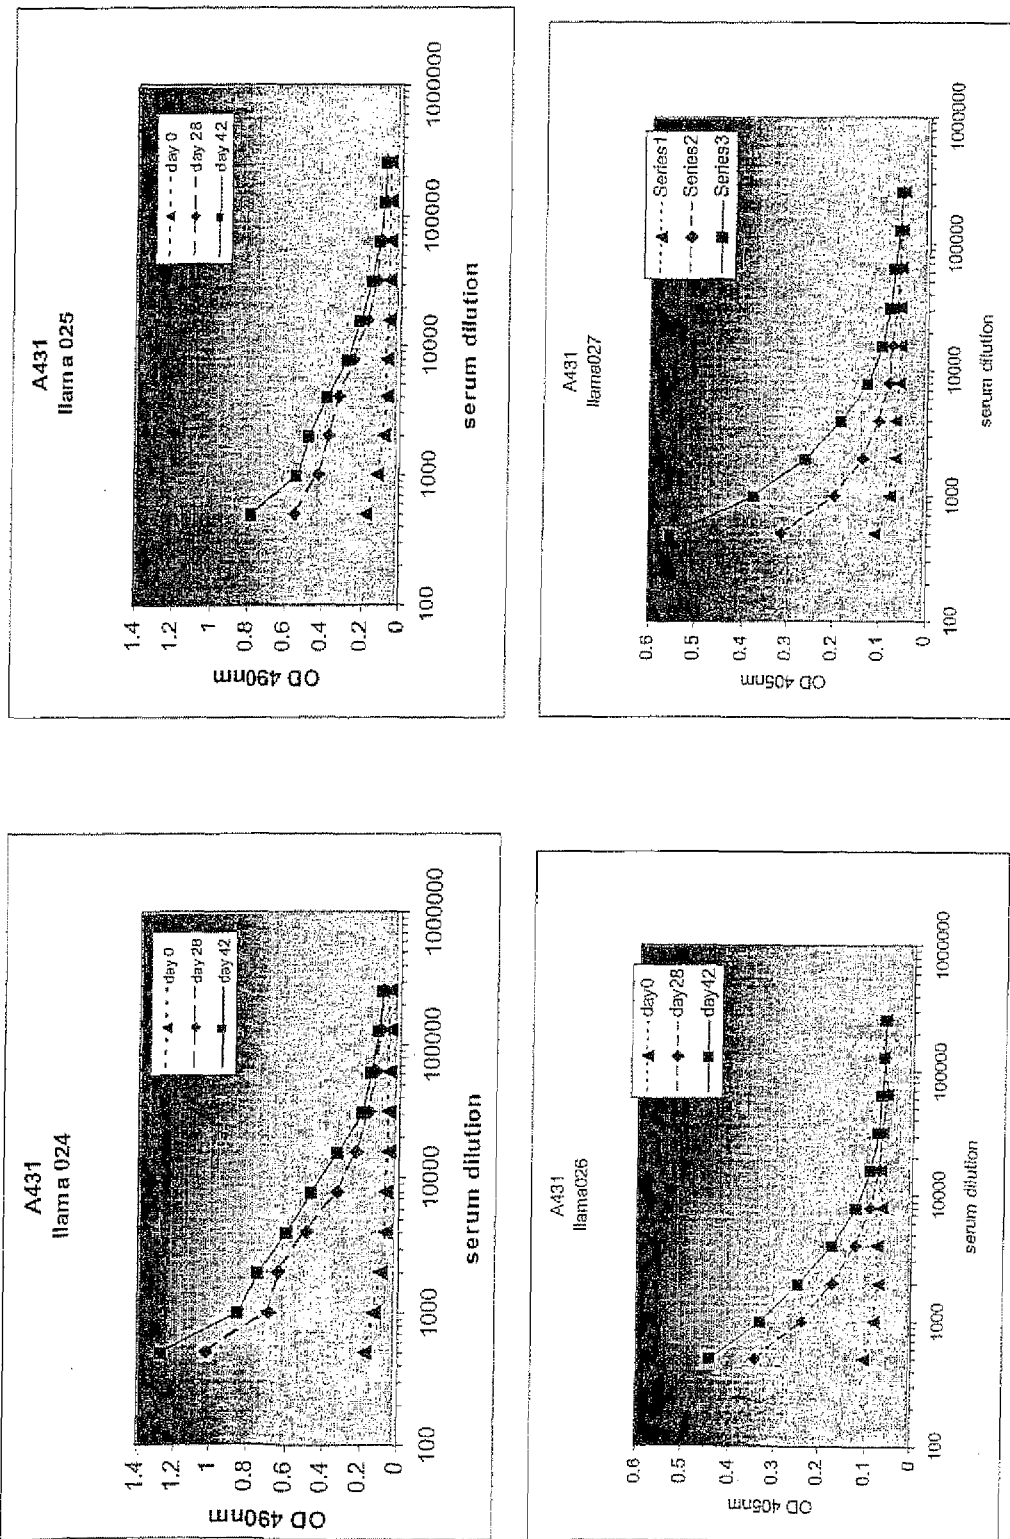 A431
llama 024
1.4
1.2
1
0.8
0.6
0.4
0.2
0
OD 490nm
100
1000
10000
100000
1000000
serum dilution
day 0
day 28
day 42
A431
llama 025
1.4
1.2
1
0.8
0.6
0.4
0.2
0
OD 490nm
100
1000
10000
100000
1000000
serum dilution
day 0
day 28
day 42
A431
llama026
0.6
0.5
0.4
0.3
0.2
0.1
0
OD 405nm
100
1000
10000
100000
1000000
serum dilution
day0
day28
day42
A431
llama027
0.6
0.5
0.4
0.3
0.2
0.1
0
OD 405nm
100
1000
10000
100000
1000000
serum dilution
Series1
Series2
Series3